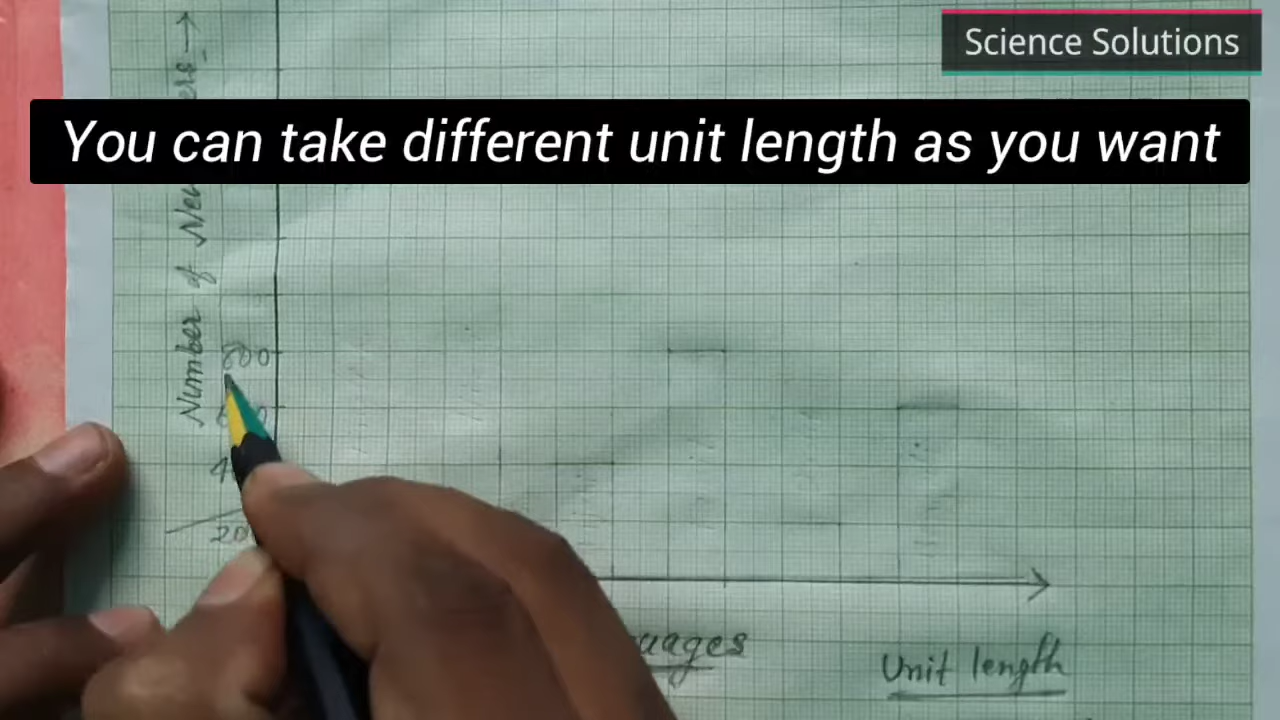 Science Solutions
You can take different unit length as you want
Number of
800
200
Unit length